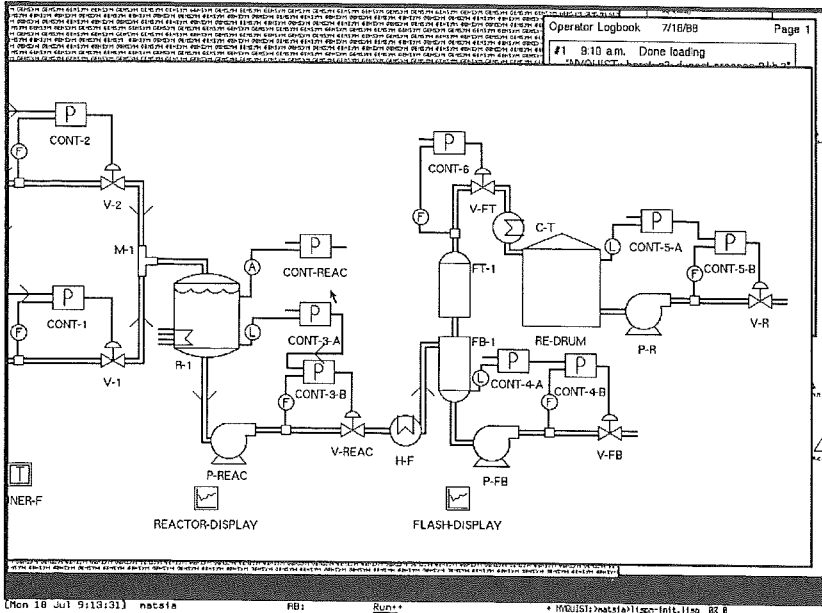 Operator Logbook 7/18/88 Page 1
#1 9:10 a.m. Done loading
P
CONT-2
F
V-2
M-1
P
CONT-1
F
V-1
R-1
A
P
CONT-REAC
L
P
CONT-3-A
P
CONT-3-B
F
P-REAC
V-REAC
H-F
P
CONT-6
F
V-FT
C-T
FT-1
FB-1
RE-DRUM
L
P
CONT-5-A
F
P
CONT-5-B
P-R
V-R
L
P
CONT-4-A
F
P
CONT-4-B
P-FB
V-FB
T
NER-F
REACTOR-DISPLAY
FLASH-DISPLAY
[Mon 18 Jul 9:13:31] matsia Run++